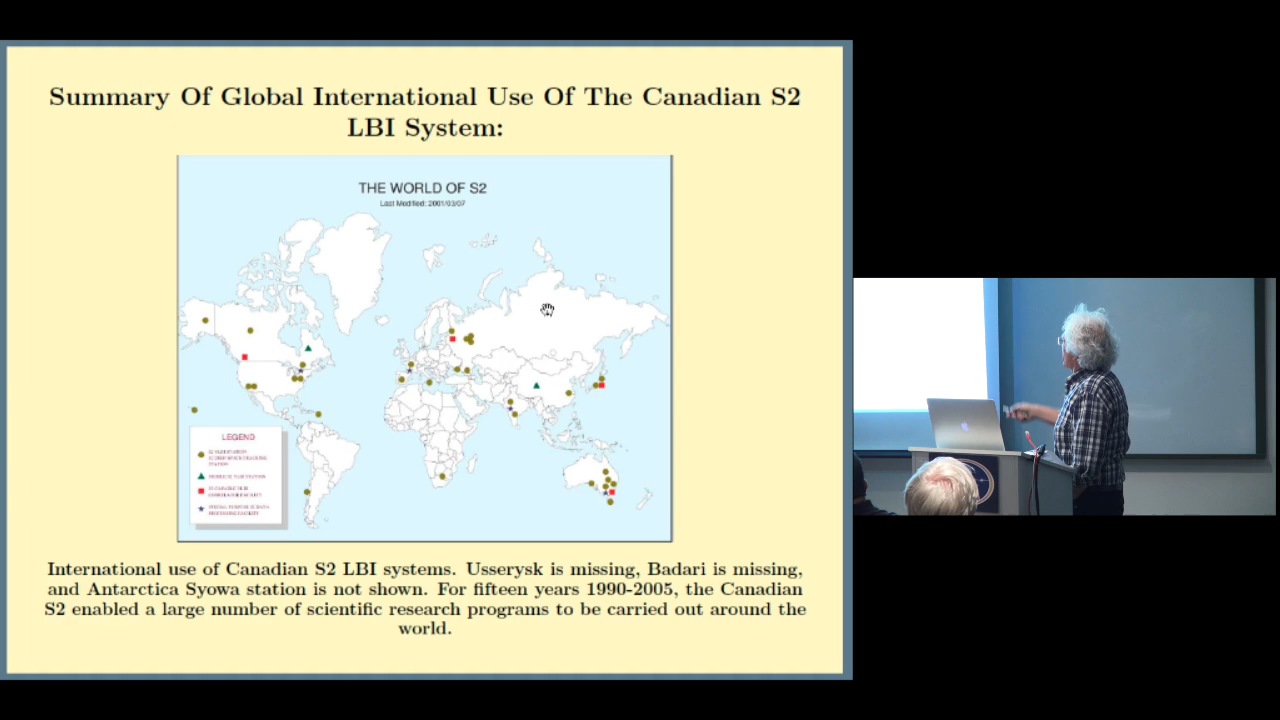 Summary Of Global International Use Of The Canadian S2
LBI System:
THE WORLD OF S2
Last Modified: 2001/03/07
LEGEND
International use of Canadian S2 LBI systems. Usserysk is missing, Badari is missing,
and Antarctica Syowa station is not shown. For fifteen years 1990-2005, the Canadian
S2 enabled a large number of scientific research programs to be carried out around the
world.